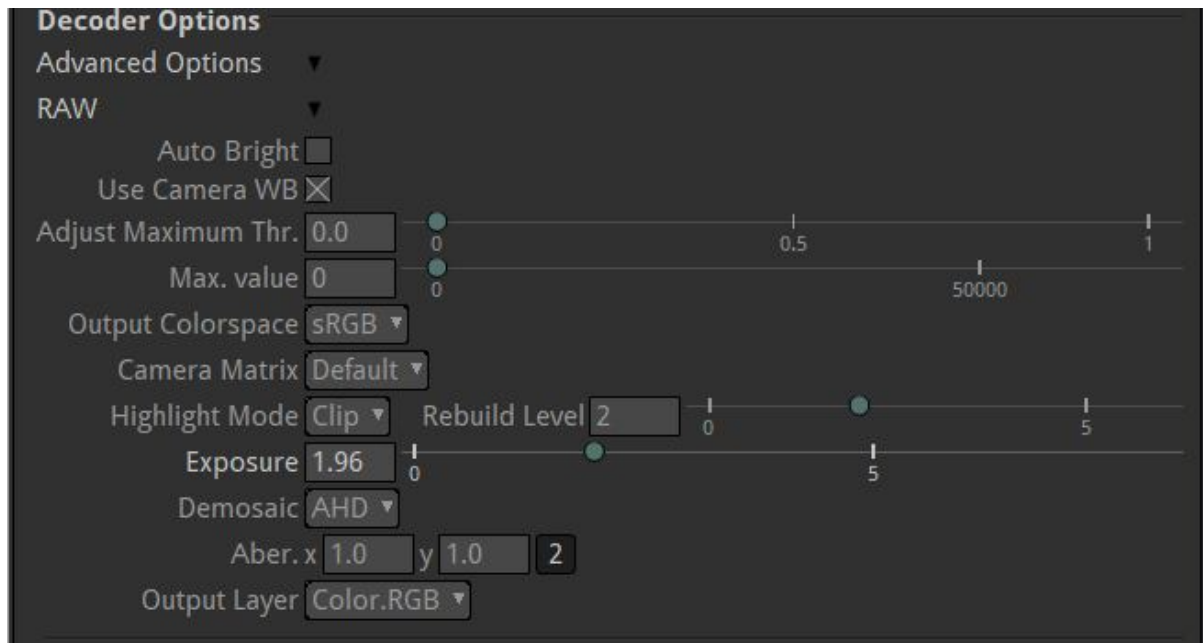 Decoder Options
Advanced Options
RAW
Auto Bright
Use Camera WB
Adjust Maximum Thr. 0.0 0 0.5 1
Max. value 0 0 50000
Output Colorspace sRGB
Camera Matrix Default
Highlight Mode Clip Rebuild Level 2 0 5
Exposure 1.96 0 5
Demosaic AHD
Aber. x 1.0 y 1.0 2
Output Layer Color.RGB